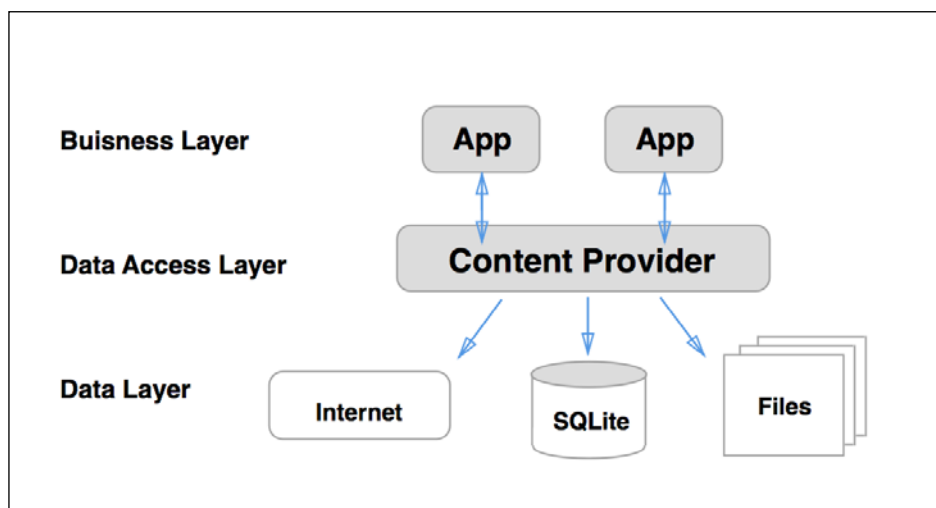 Buisness Layer
App
App
Data Access Layer
Content Provider
Data Layer
Internet
SQLite
Files